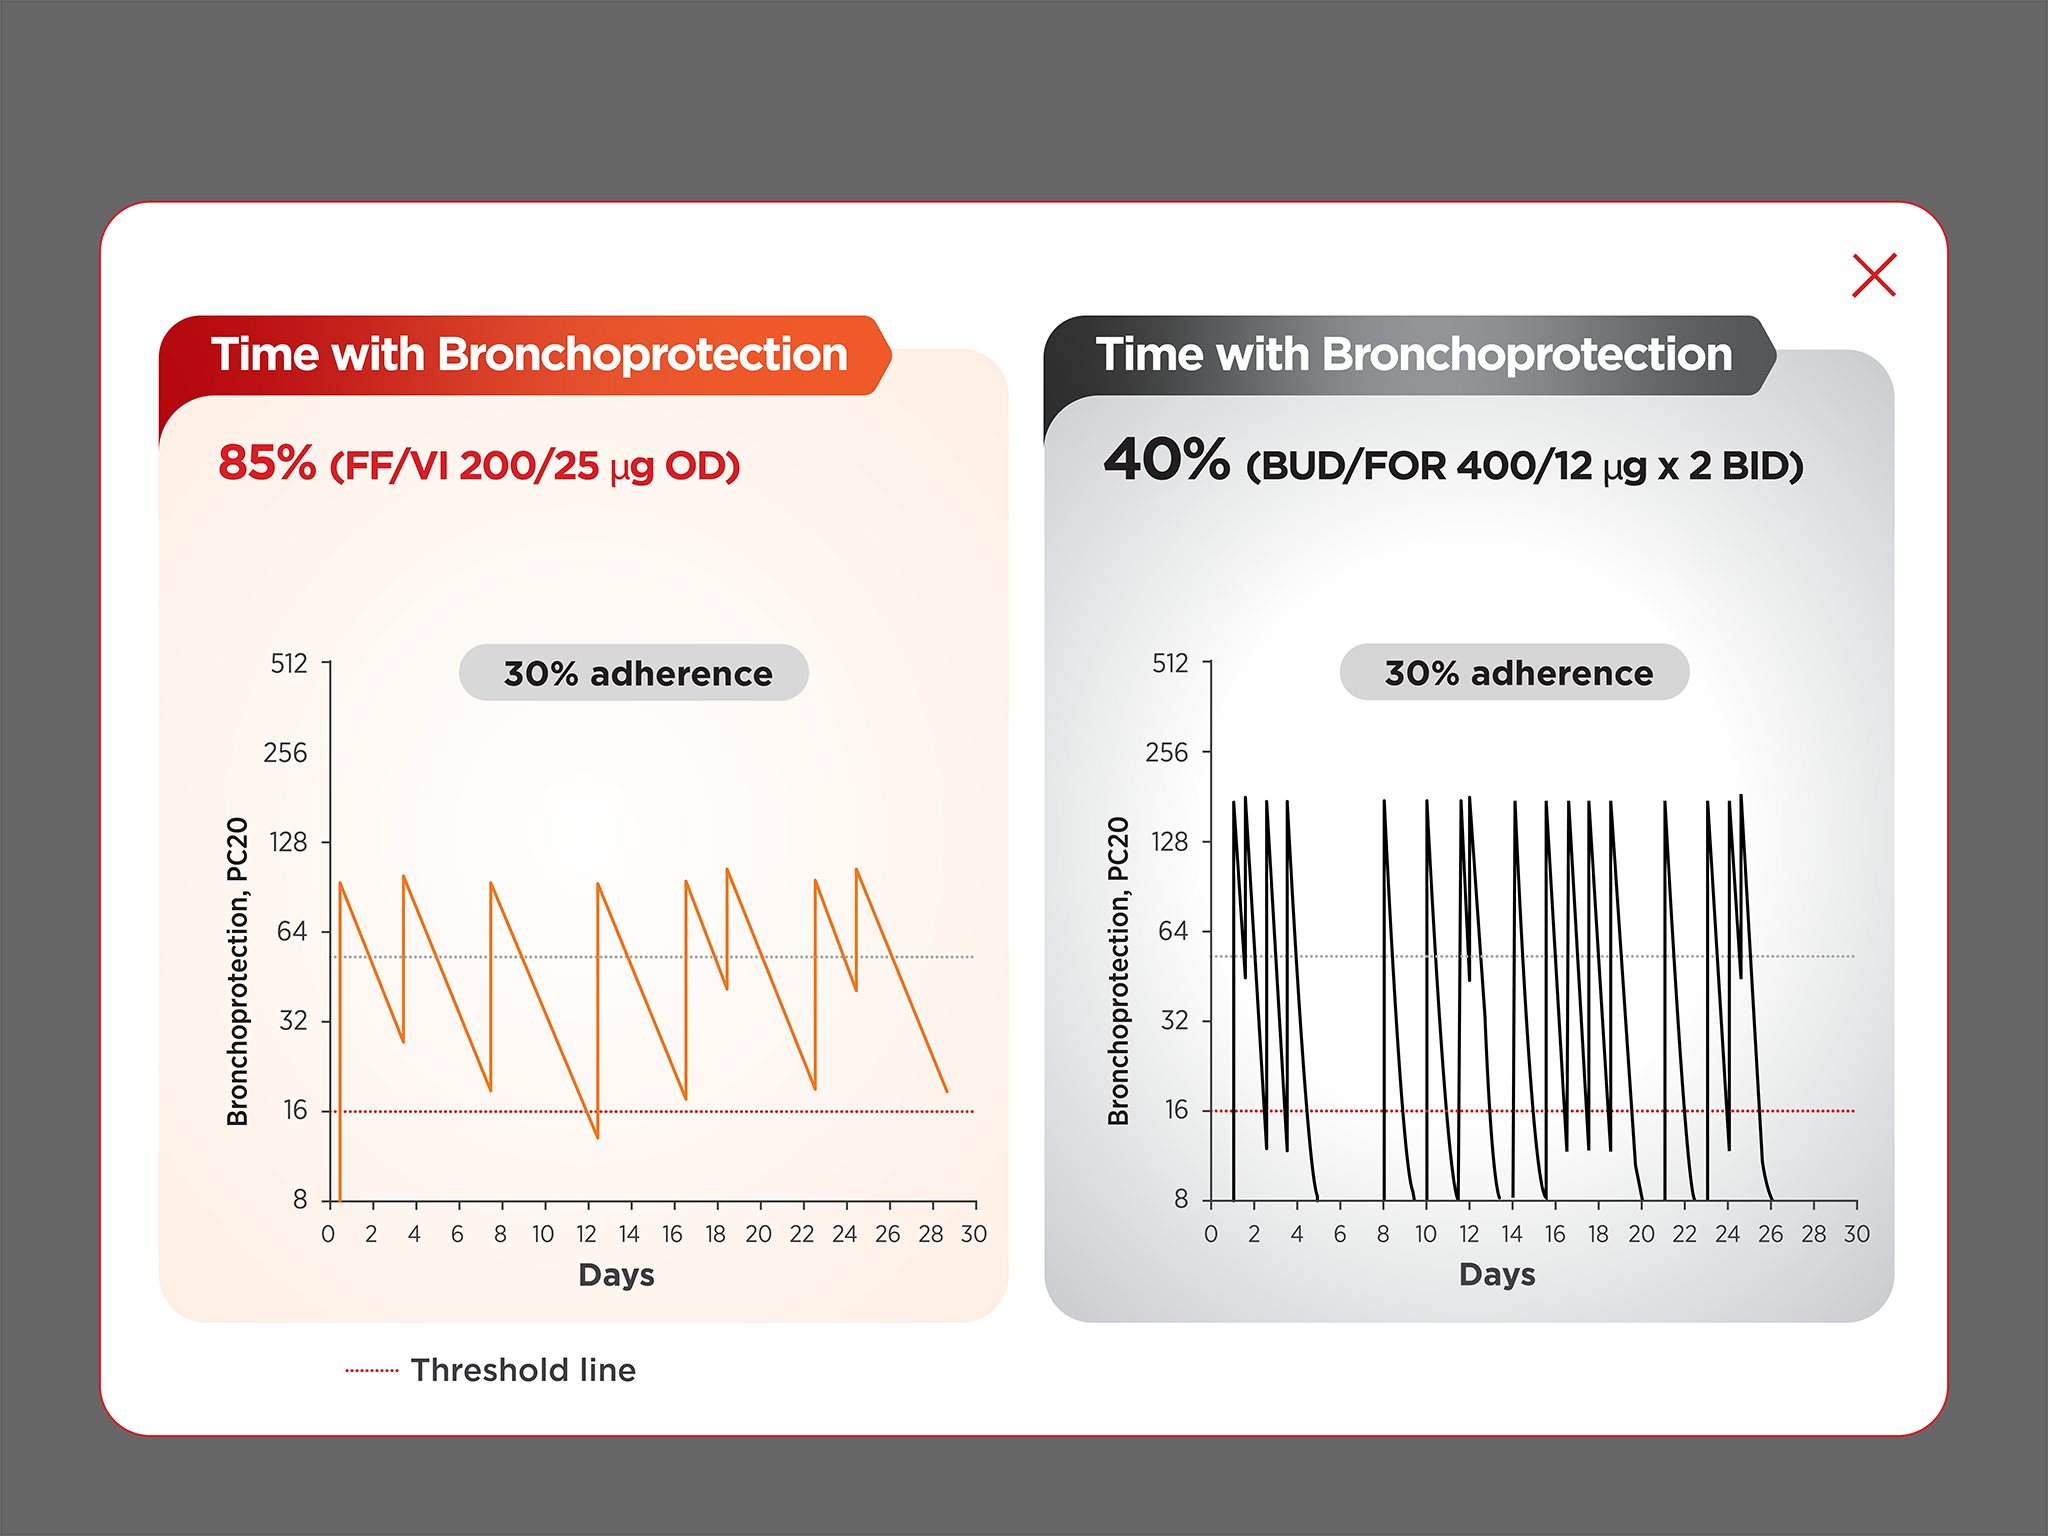 Time with Bronchoprotection
85% (FF/VI 200/25 µg OD)
30% adherence
Bronchoprotection, PC20
512
256
128
64
32
16
8
0 2 4 6 8 10 12 14 16 18 20 22 24 26 28 30
Days
Threshold line
Time with Bronchoprotection
40% (BUD/FOR 400/12 µg x 2 BID)
30% adherence
Bronchoprotection, PC20
512
256
128
64
32
16
8
0 2 4 6 8 10 12 14 16 18 20 22 24 26 28 30
Days